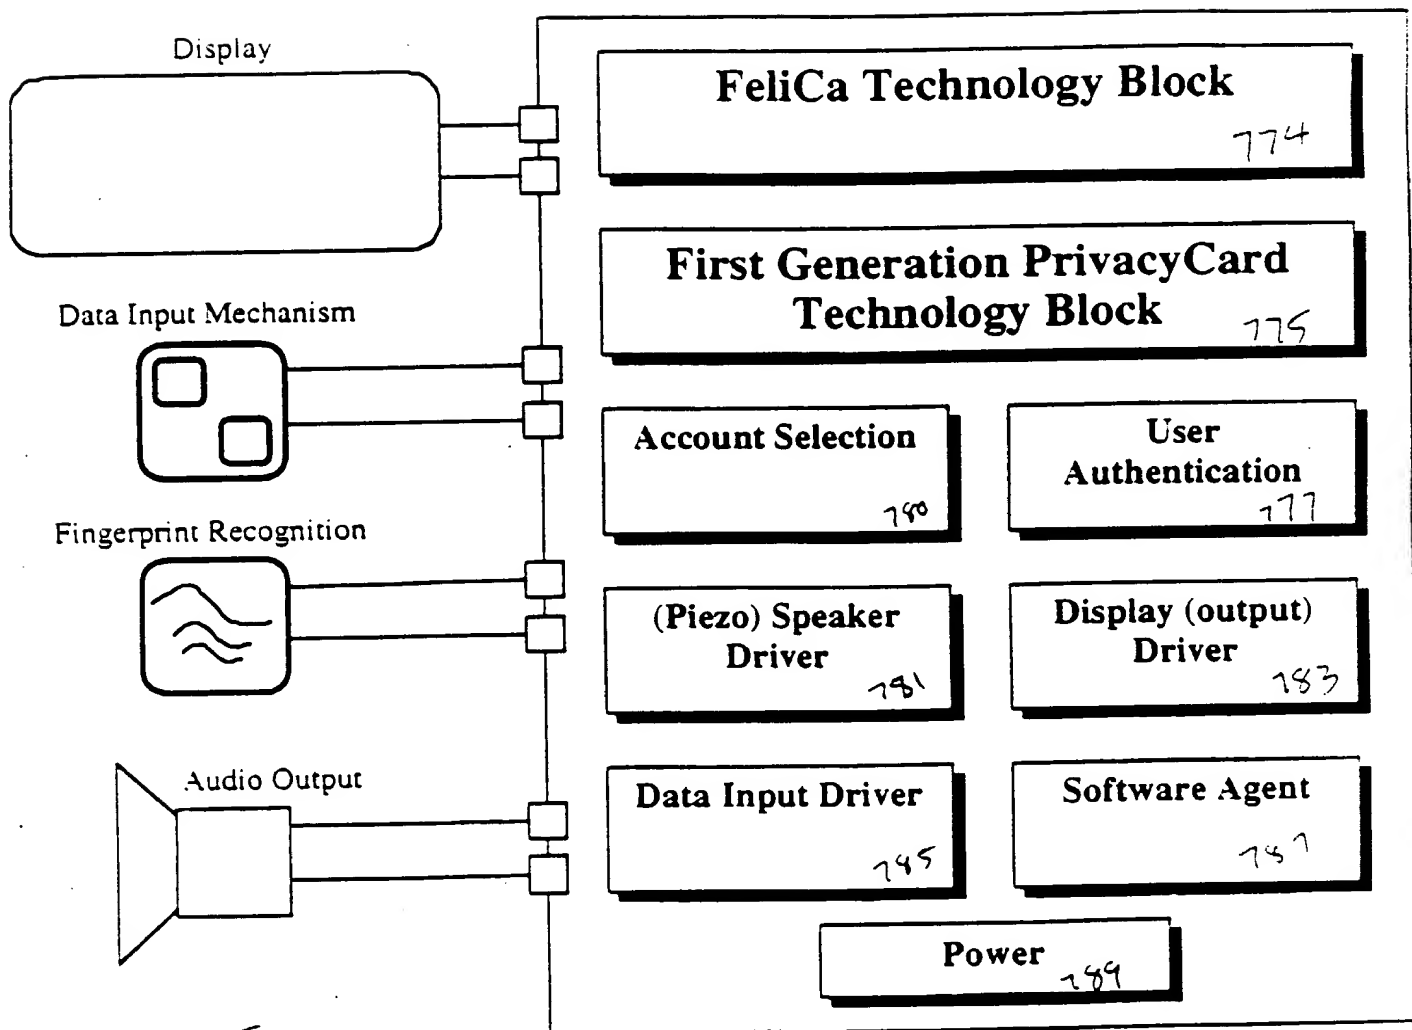 Display
FeliCa Technology Block
774
First Generation PrivacyCard
Technology Block
775
Data Input Mechanism
Account Selection
780
User
Authentication
777
Fingerprint Recognition
(Piezo) Speaker
Driver
781
Display (output)
Driver
783
Audio Output
Data Input Driver
785
Software Agent
787
Power
789